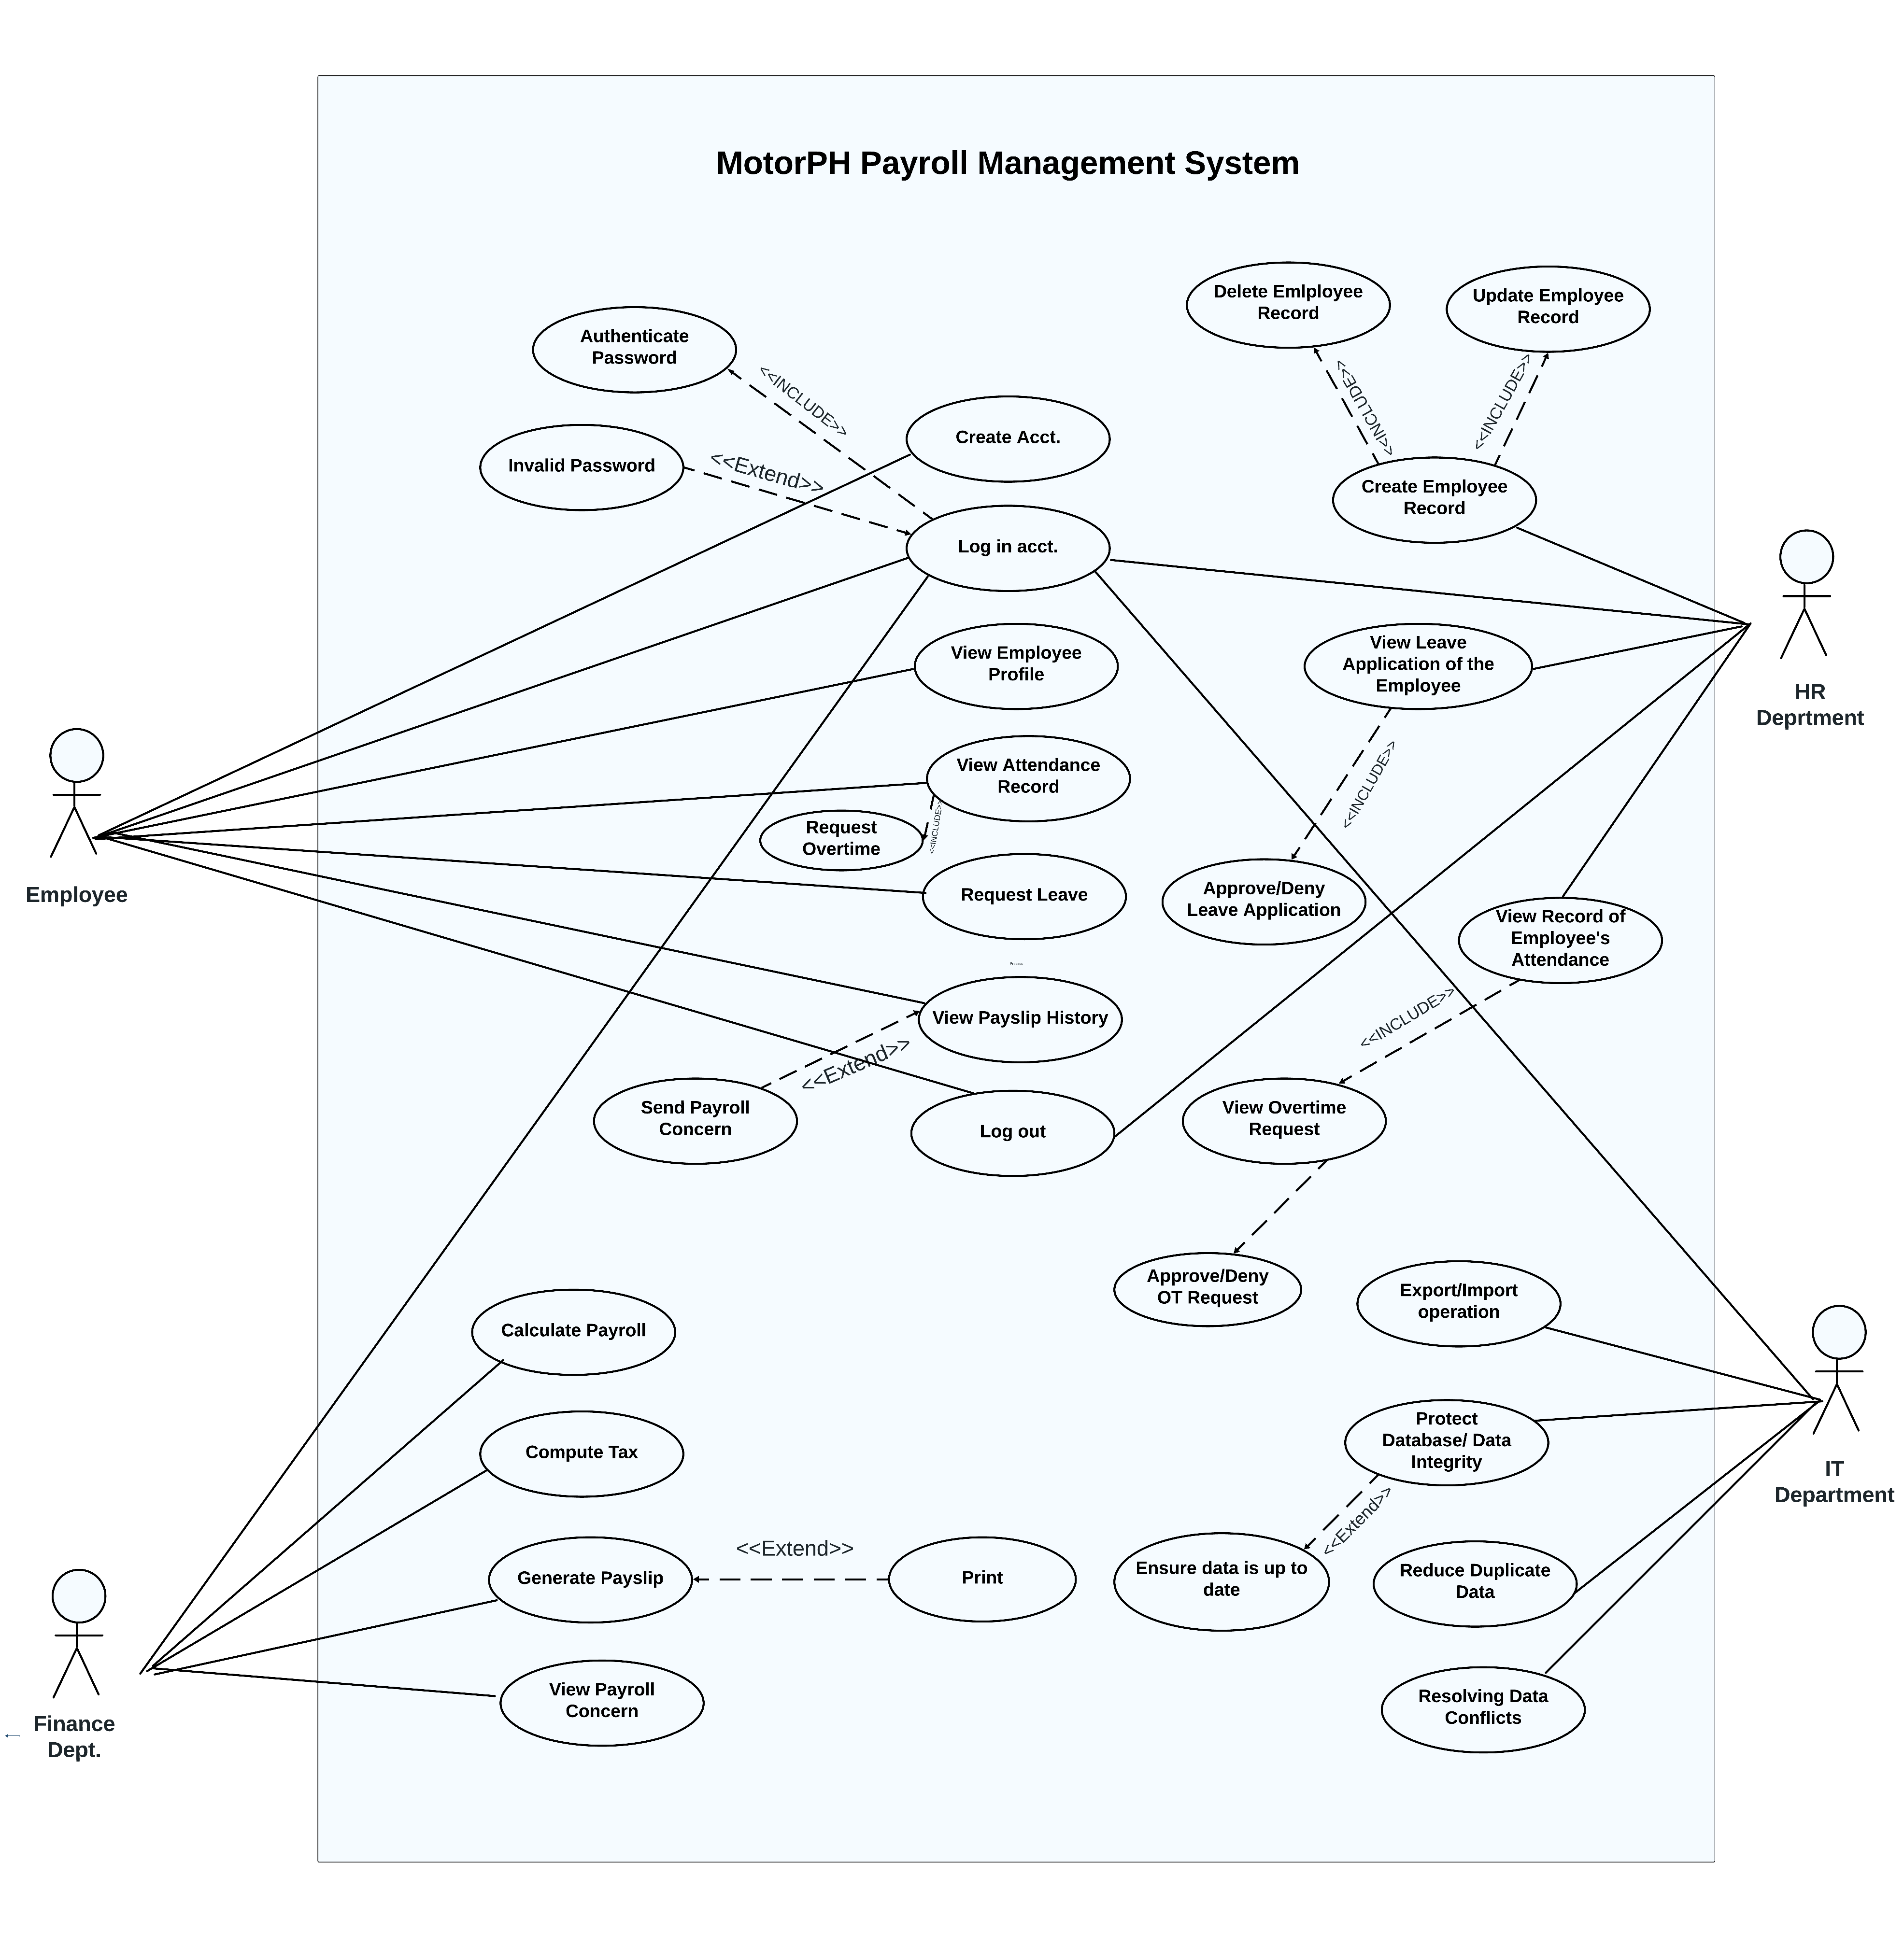 MotorPH Payroll Management System
Delete Emlployee
Record
Update Employee
Record
Authenticate
Password
<<INCLUDE>>
<<INCLUDE>>
<<INCLUDE>>
Create Acct.
Invalid Password
<<Extend>>
Create Employee
Record
Log in acct.
View Employee
Profile
View Leave
Application of the
Employee
HR
Deprtment
View Attendance
Record
<<INCLUDE>>
Request
Overtime
<<INCLUDE>>
Employee
Request Leave
Approve/Deny
Leave Application
View Record of
Employee's
Attendance
Process
View Payslip History
<<INCLUDE>>
<<Extend>>
Send Payroll
Concern
Log out
View Overtime
Request
Approve/Deny
OT Request
Export/Import
operation
Calculate Payroll
Protect
Database/ Data
Integrity
Compute Tax
IT
Department
<<Extend>>
<<Extend>>
Generate Payslip
Print
Ensure data is up to
date
Reduce Duplicate
Data
View Payroll
Concern
Resolving Data
Conflicts
Finance
Dept.